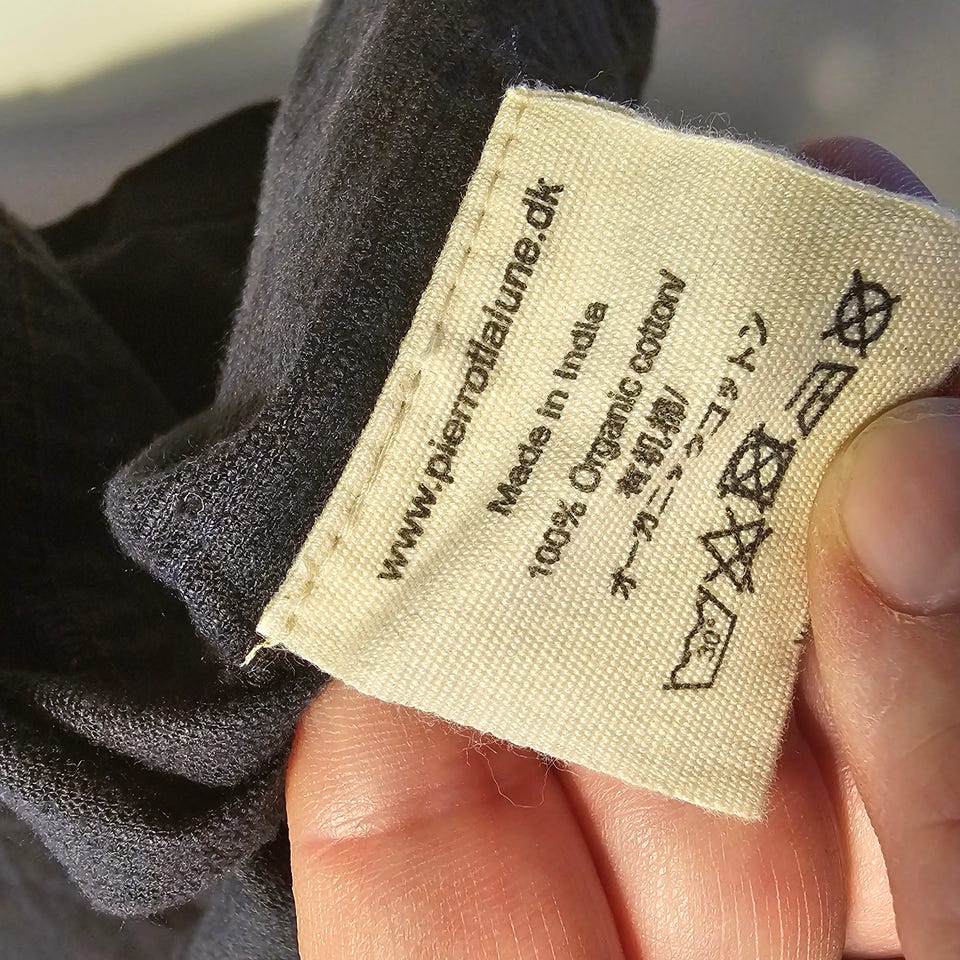 www.pierrotlalune.dk
Made in India
100% Organic cotton/
有机棉/
オーガニックコットン
30°